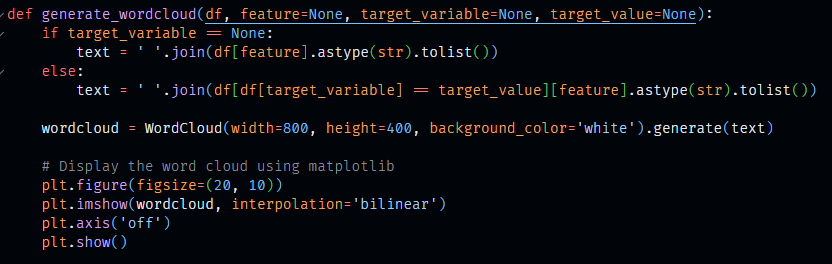 def generate_wordcloud(df, feature=None, target_variable=None, target_value=None):
    if target_variable == None:
        text = ' '.join(df[feature].astype(str).tolist())
    else:
        text = ' '.join(df[df[target_variable] == target_value][feature].astype(str).tolist())
    wordcloud = WordCloud(width=800, height=400, background_color='white').generate(text)
    # Display the word cloud using matplotlib
    plt.figure(figsize=(20, 10))
    plt.imshow(wordcloud, interpolation='bilinear')
    plt.axis('off')
    plt.show()